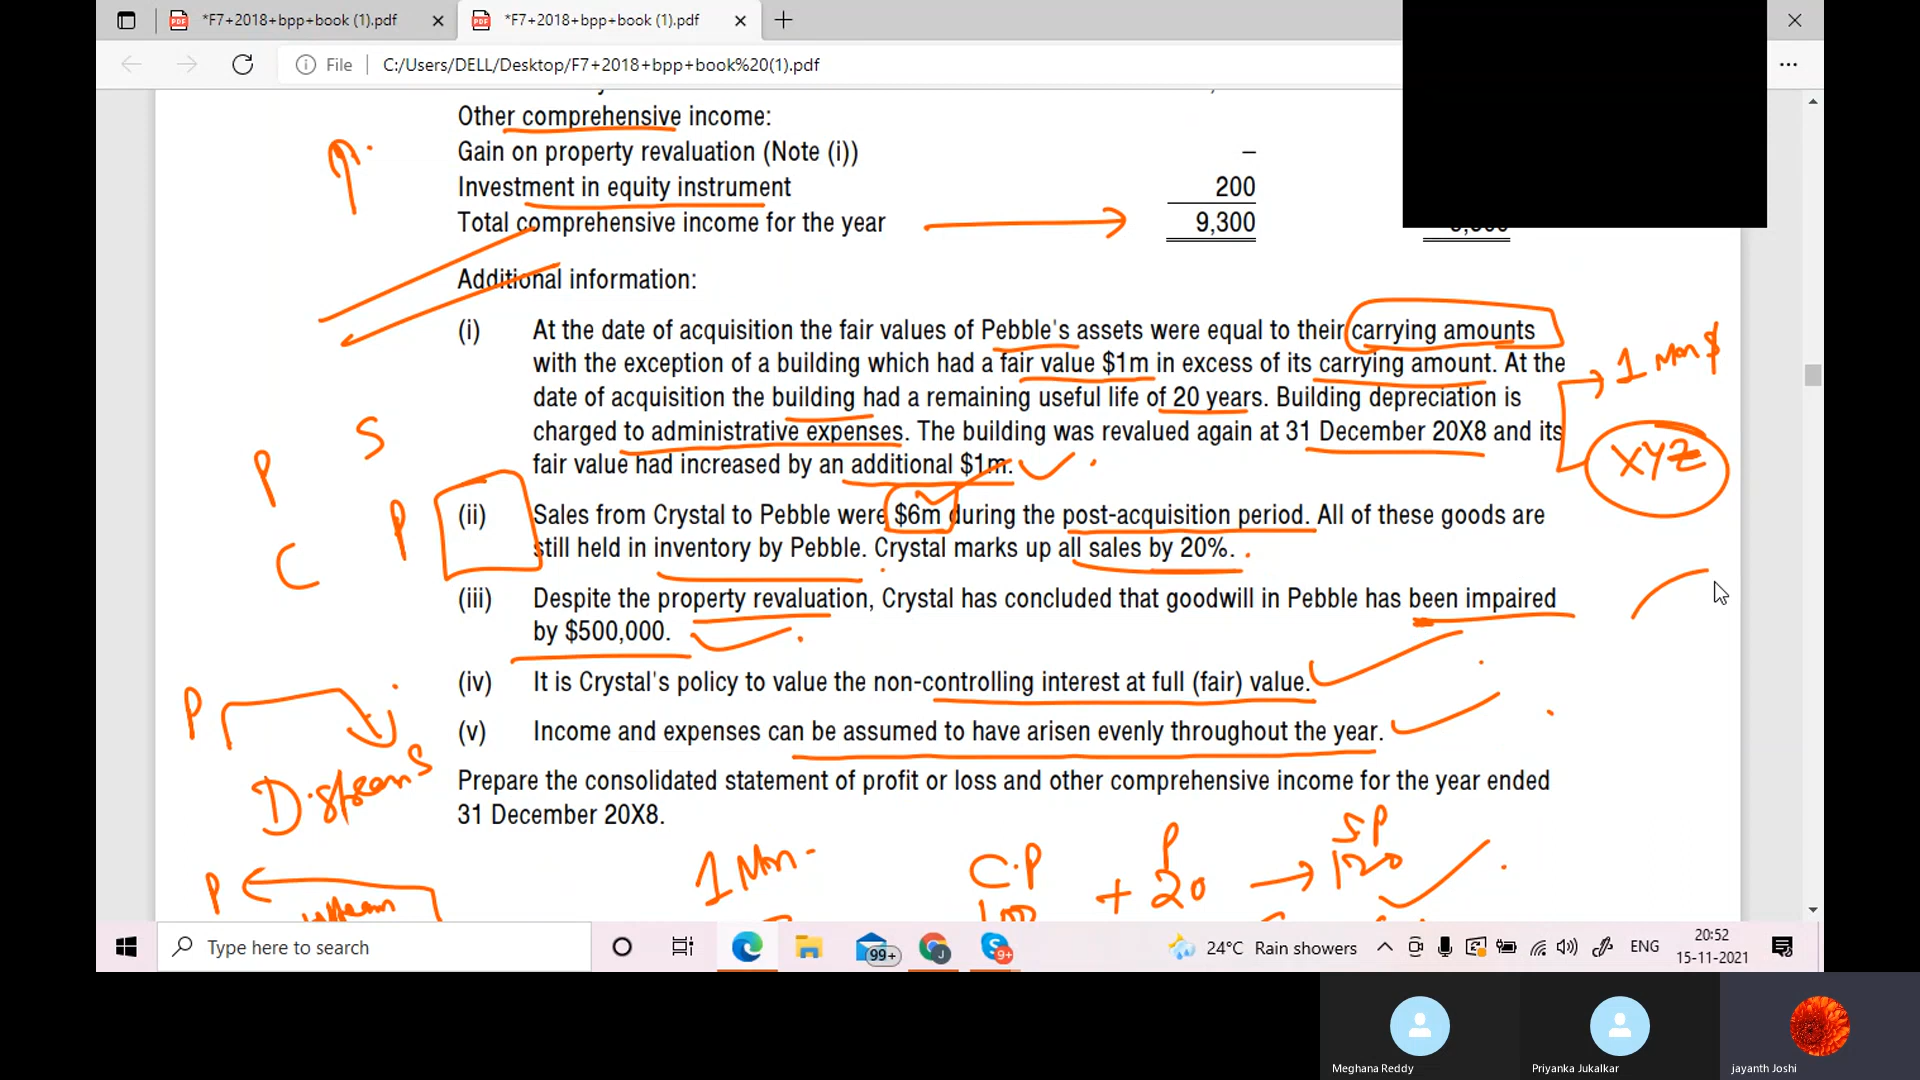 *F7+2018+bpp+book (1).pdf
*F7+2018+bpp+book (1).pdf
File
C:/Users/DELL/Desktop/F7+2018+bpp+book%20(1).pdf
Other comprehensive income:
Gain on property revaluation (Note (i)) –
Investment in equity instrument 200
Total comprehensive income for the year 9,300
Additional information:
(i) At the date of acquisition the fair values of Pebble's assets were equal to their carrying amounts
with the exception of a building which had a fair value $1m in excess of its carrying amount. At the
1 Mn $
date of acquisition the building had a remaining useful life of 20 years. Building depreciation is
charged to administrative expenses. The building was revalued again at 31 December 20X8 and its
S
XYZ
P
fair value had increased by an additional $1m.
(ii) Sales from Crystal to Pebble were $6m during the post-acquisition period. All of these goods are
P
still held in inventory by Pebble. Crystal marks up all sales by 20%.
C
(iii) Despite the property revaluation, Crystal has concluded that goodwill in Pebble has been impaired
by $500,000.
(iv) It is Crystal's policy to value the non-controlling interest at full (fair) value.
P
(v) Income and expenses can be assumed to have arisen evenly throughout the year.
S
Prepare the consolidated statement of profit or loss and other comprehensive income for the year ended
D.stream
31 December 20X8.
1 Mn
C.P + P 20 → SP 120
100
P
Type here to search
99+
9+
24°C Rain showers
ENG
20:52
15-11-2021
Meghana Reddy
Priyanka Jukalkar
jayanth Joshi